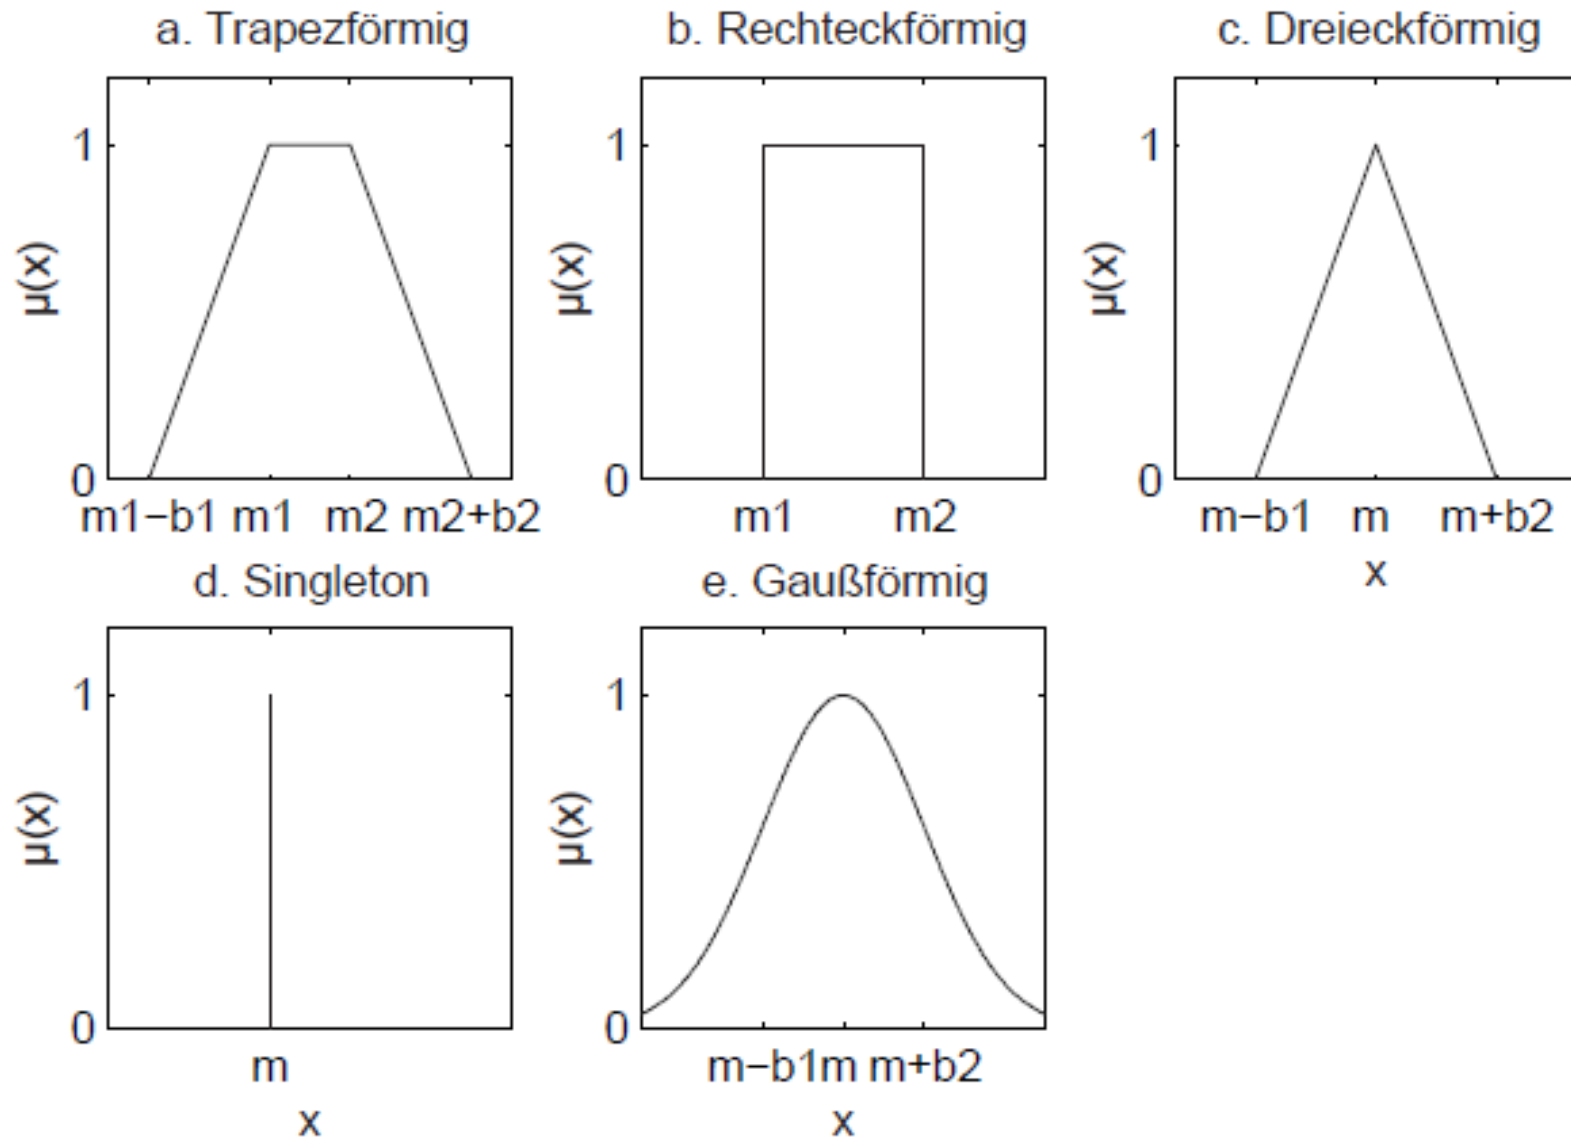 a. Trapezförmig
b. Rechteckförmig
c. Dreieckförmig
1
µ(x)
0
m1−b1 m1 m2 m2+b2
1
µ(x)
0
m1 m2
1
µ(x)
0
m−b1 m m+b2
x
d. Singleton
e. Gaußförmig
1
µ(x)
0
m
x
1
µ(x)
0
m−b1m m+b2
x